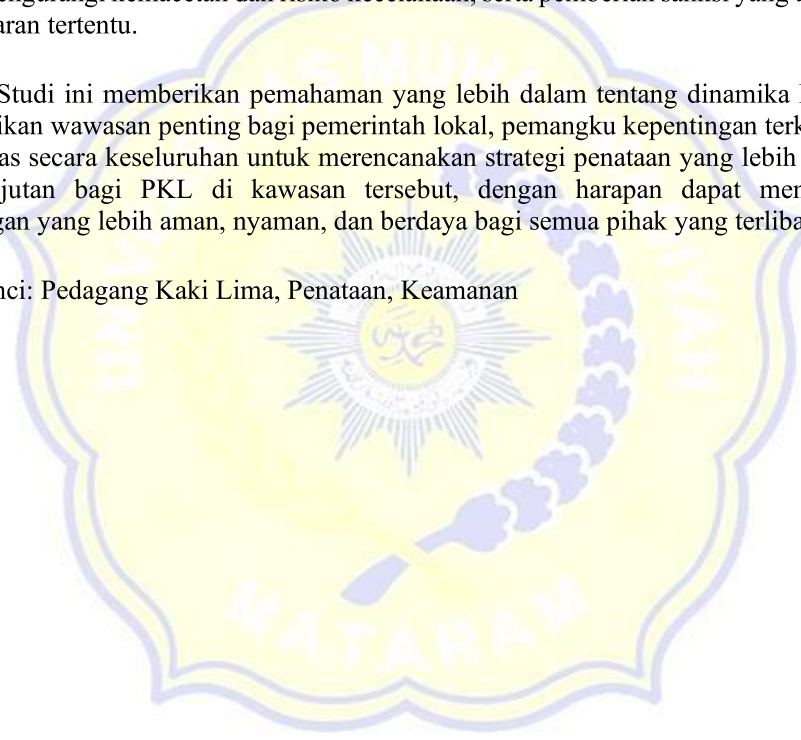 engurangi kemacetan dan risiko kecelakaan, serta pemberian sanksi yang
aran tertentu.
Studi ini memberikan pemahaman yang lebih dalam tentang dinamika
ikan wawasan penting bagi pemerintah lokal, pemangku kepentingan terk
as secara keseluruhan untuk merencanakan strategi penataan yang lebih
jutan bagi PKL di kawasan tersebut, dengan harapan dapat men
gan yang lebih aman, nyaman, dan berdaya bagi semua pihak yang terliba
nci: Pedagang Kaki Lima, Penataan, Keamanan
MATARAM